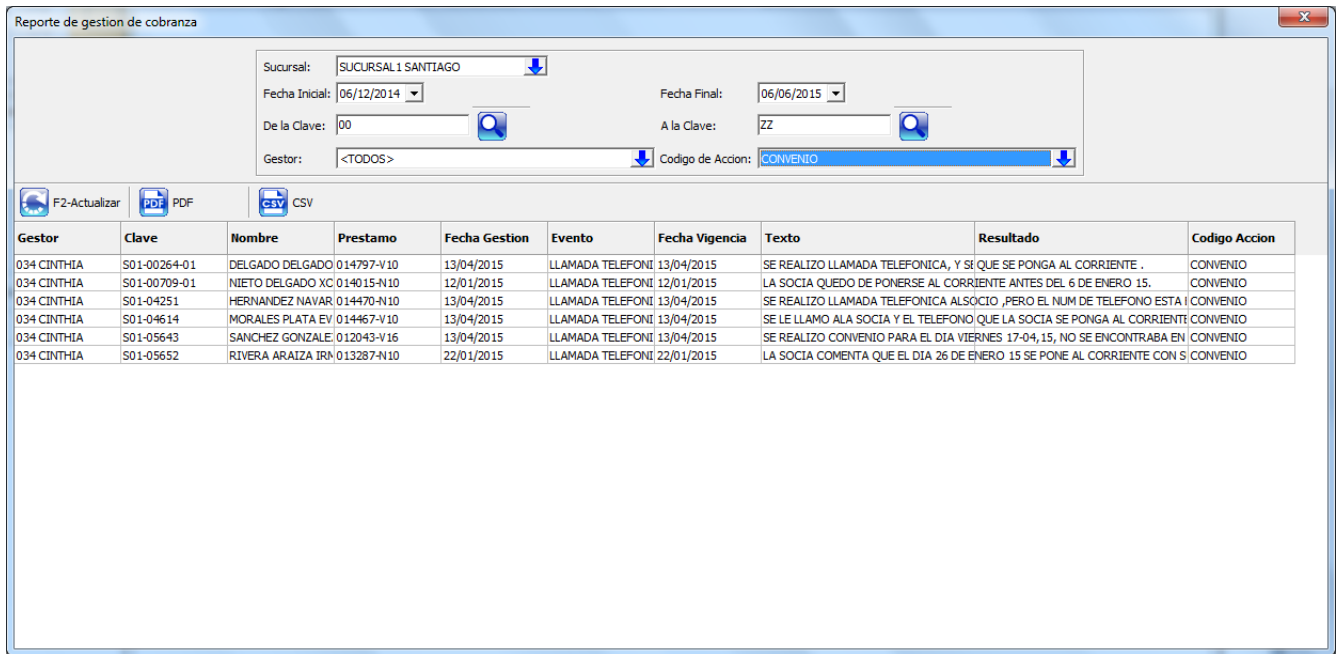 Reporte de gestion de cobranza
Sucursal: SUCURSAL 1 SANTIAGO
Fecha Inicial: 06/12/2014 Fecha Final: 06/06/2015
De la Clave: 00 A la Clave: ZZ
Gestor: <TODOS> Codigo de Accion: CONVENIO
F2-Actualizar PDF PDF CSV CSV
Gestor Clave Nombre Prestamo Fecha Gestion Evento Fecha Vigencia Texto Resultado Codigo Accion
034 CINTHIA S01-00264-01 DELGADO DELGADO 014797-V10 13/04/2015 LLAMADA TELEFONI 13/04/2015 SE REALIZO LLAMADA TELEFONICA, Y SE QUE SE PONGA AL CORRIENTE . CONVENIO
034 CINTHIA S01-00709-01 NIETO DELGADO XO 014015-N10 12/01/2015 LLAMADA TELEFONI 12/01/2015 LA SOCIA QUEDO DE PONERSE AL CORRIENTE ANTES DEL 6 DE ENERO 15. CONVENIO
034 CINTHIA S01-04251 HERNANDEZ NAVAR 014470-N10 13/04/2015 LLAMADA TELEFONI 13/04/2015 SE REALIZO LLAMADA TELEFONICA ALSOCIO ,PERO EL NUM DE TELEFONO ESTA CONVENIO
034 CINTHIA S01-04614 MORALES PLATA EV 014467-V10 13/04/2015 LLAMADA TELEFONI 13/04/2015 SE LE LLAMO ALA SOCIA Y EL TELEFONO QUE LA SOCIA SE PONGA AL CORRIENTE CONVENIO
034 CINTHIA S01-05643 SANCHEZ GONZALE 012043-V16 13/04/2015 LLAMADA TELEFONI 13/04/2015 SE REALIZO CONVENIO PARA EL DIA VIERNES 17-04,15, NO SE ENCONTRABA EN CONVENIO
034 CINTHIA S01-05652 RIVERA ARAIZA IRM 013287-N10 22/01/2015 LLAMADA TELEFONI 22/01/2015 LA SOCIA COMENTA QUE EL DIA 26 DE ENERO 15 SE PONE AL CORRIENTE CON S CONVENIO